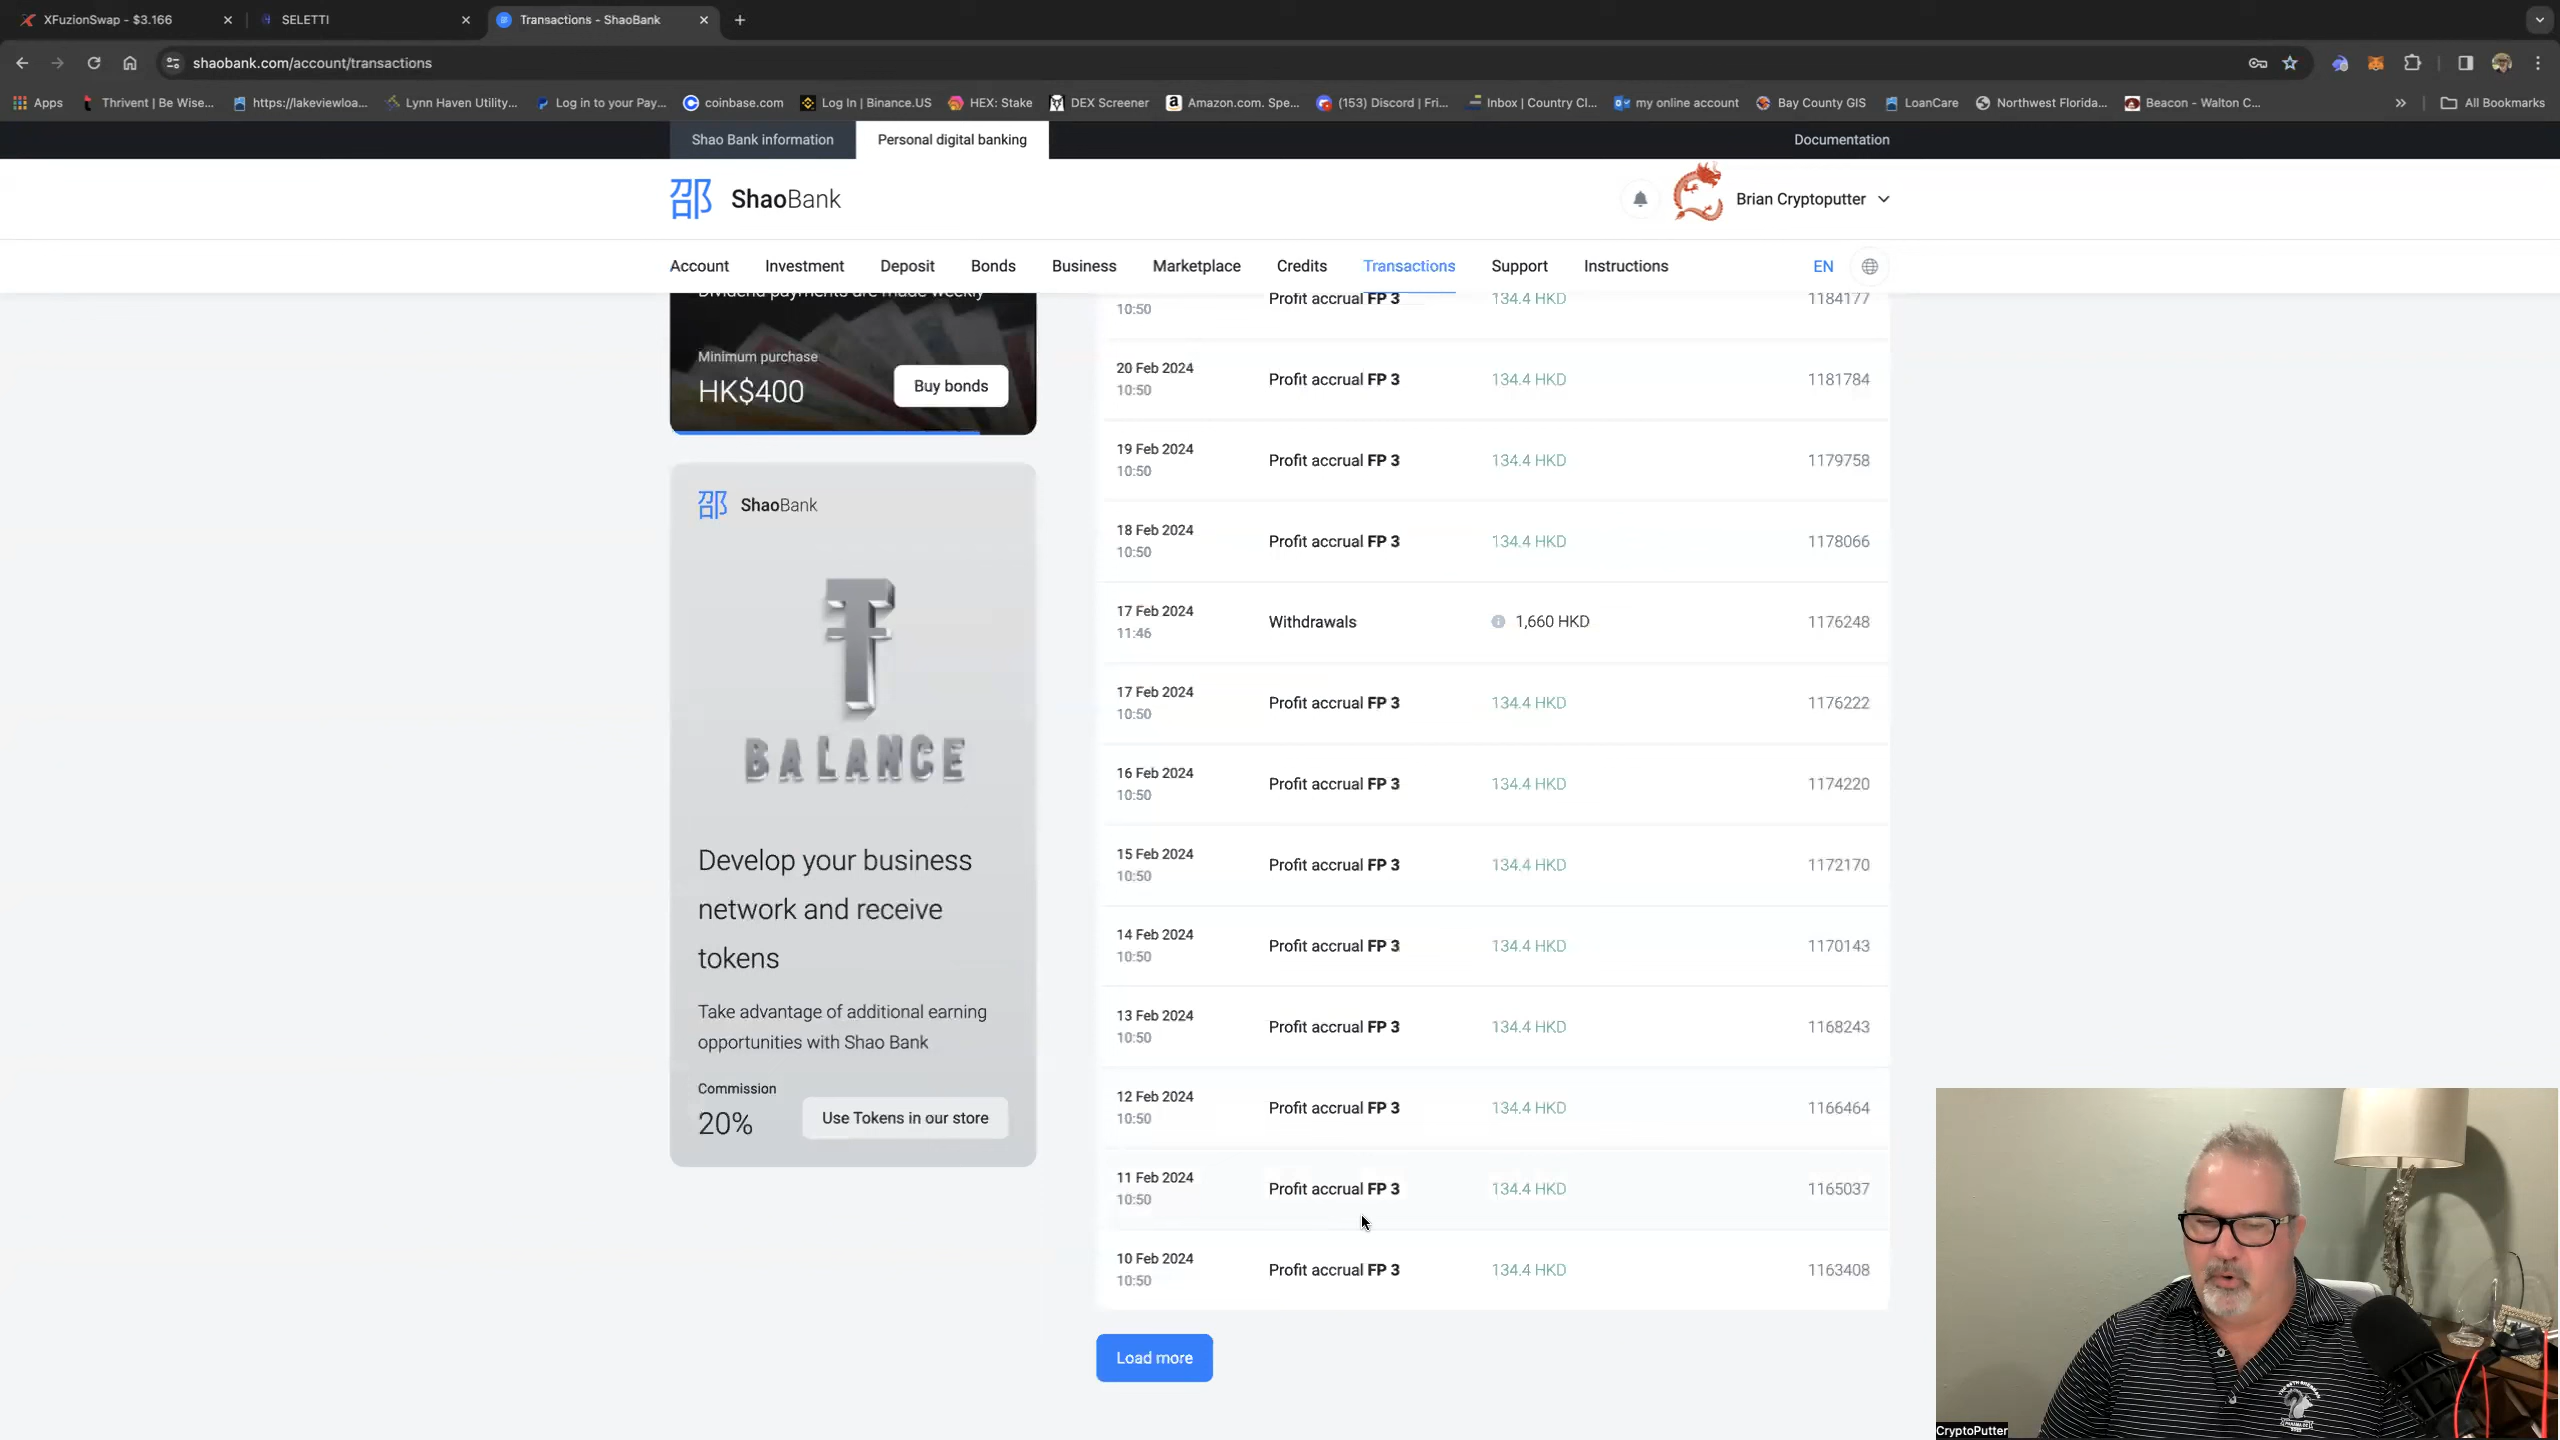 XFuzionSwap - $3.166
SELETTI
Transactions - ShaoBank
shaobank.com/account/transactions
Apps
Thrivent | Be Wise...
https://lakeviewloa...
Lynn Haven Utility...
Log in to your Pay...
coinbase.com
Log In | Binance.US
HEX: Stake
DEX Screener
Amazon.com. Spe...
(153) Discord | Fri...
Inbox | Country Cl...
my online account
Bay County GIS
LoanCare
Northwest Florida...
Beacon - Walton C...
All Bookmarks
Shao Bank information
Personal digital banking
Documentation
邵 ShaoBank
Brian Cryptoputter
Account
Investment
Deposit
Bonds
Business
Marketplace
Credits
Transactions
Support
Instructions
EN
Dividend payments are made weekly
Minimum purchase
HK$400
Buy bonds
邵 ShaoBank
BALANCE
Develop your business
network and receive
tokens
Take advantage of additional earning
opportunities with Shao Bank
Commission
20%
Use Tokens in our store
10:50 Profit accrual FP 3 134.4 HKD 1184177
20 Feb 2024
10:50 Profit accrual FP 3 134.4 HKD 1181784
19 Feb 2024
10:50 Profit accrual FP 3 134.4 HKD 1179758
18 Feb 2024
10:50 Profit accrual FP 3 134.4 HKD 1178066
17 Feb 2024
11:46 Withdrawals 1,660 HKD 1176248
17 Feb 2024
10:50 Profit accrual FP 3 134.4 HKD 1176222
16 Feb 2024
10:50 Profit accrual FP 3 134.4 HKD 1174220
15 Feb 2024
10:50 Profit accrual FP 3 134.4 HKD 1172170
14 Feb 2024
10:50 Profit accrual FP 3 134.4 HKD 1170143
13 Feb 2024
10:50 Profit accrual FP 3 134.4 HKD 1168243
12 Feb 2024
10:50 Profit accrual FP 3 134.4 HKD 1166464
11 Feb 2024
10:50 Profit accrual FP 3 134.4 HKD 1165037
10 Feb 2024
10:50 Profit accrual FP 3 134.4 HKD 1163408
Load more
CryptoPutter